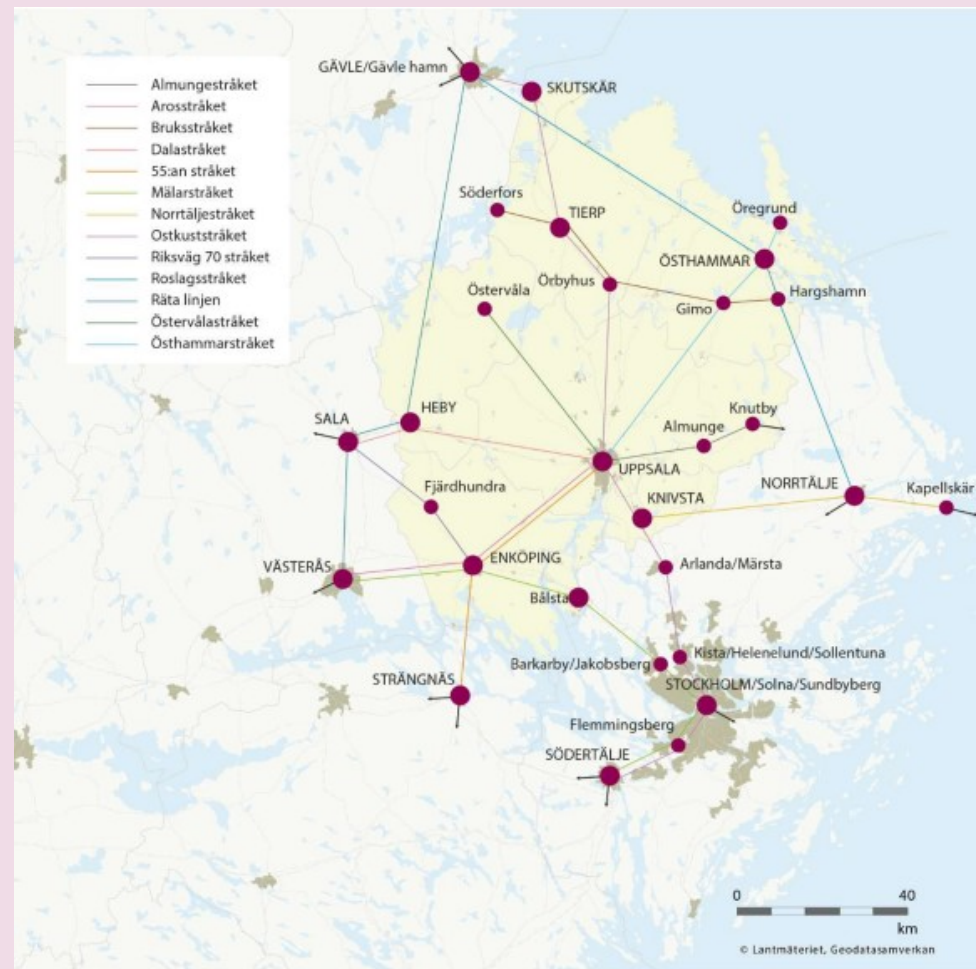 GÄVLE/Gävle hamn
SKUTSKÄR
Almungestråket
Arosstråket
Bruksstråket
Dalastråket
55:an stråket
Mälarstråket
Norrtäljestråket
Ostkuststråket
Riksväg 70 stråket
Roslagsstråket
Räta linjen
Östervålastråket
Östhammarstråket
Söderfors
TIERP
Öregrund
ÖSTHAMMAR
Örbyhus
Östervåla
Gimo
Hargshamn
HEBY
SALA
Knutby
Almunge
UPPSALA
Fjärdhundra
KNIVSTA
NORRTÄLJE
Kapellskär
ENKÖPING
VÄSTERÅS
Arlanda/Märsta
Bålsta
Barkarby/Jakobsberg
Kista/Helenelund/Sollentuna
STRÄNGNÄS
STOCKHOLM/Solna/Sundbyberg
Flemmingsberg
SÖDERTÄLJE
0 40
km
© Lantmäteriet, Geodatasamverkan